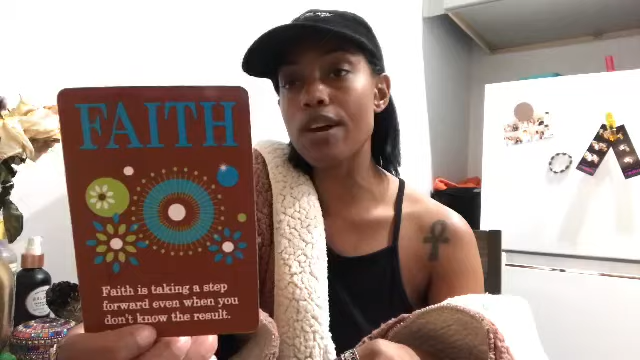 FAITH
Faith is taking a step
forward even when you
don't know the result.